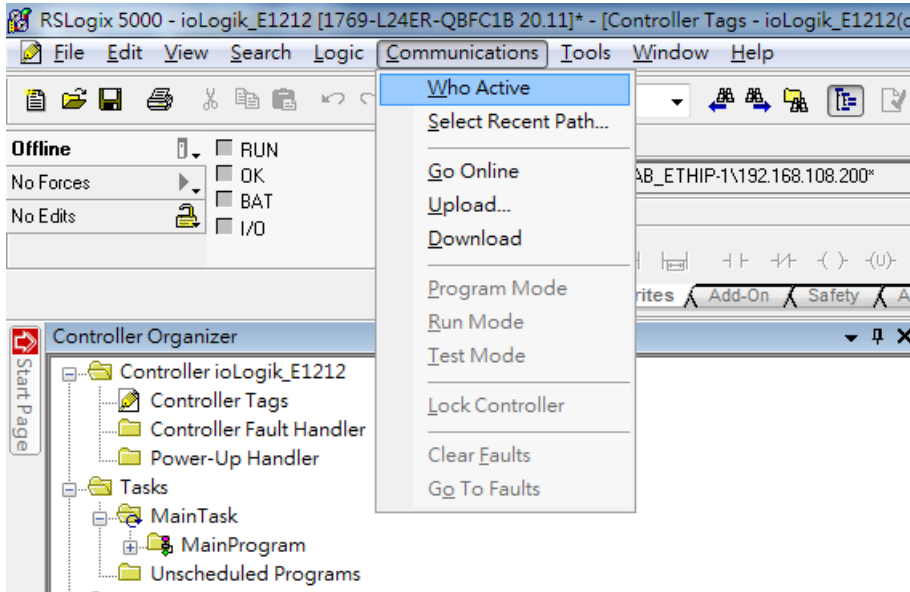 RSLogix 5000 - ioLogik_E1212 [1769-L24ER-QBFC1B 20.11]* - [Controller Tags - ioLogik_E1212(c
File Edit View Search Logic Communications Tools Window Help
Who Active
Select Recent Path...
Go Online
Upload...
Download
Program Mode
Run Mode
Test Mode
Lock Controller
Clear Faults
Go To Faults
Offline
RUN
No Forces
OK
BAT
No Edits
I/O
AB_ETHIP-1\192.168.108.200*
rites Add-On Safety A
Start Page
Controller Organizer
Controller ioLogik_E1212
Controller Tags
Controller Fault Handler
Power-Up Handler
Tasks
MainTask
MainProgram
Unscheduled Programs